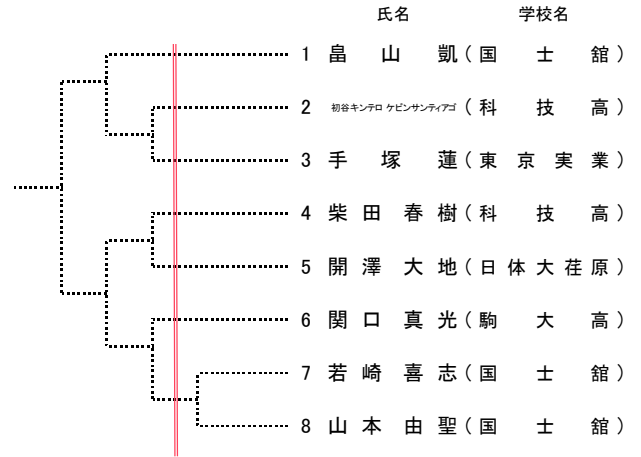 氏名 学校名
1 畠山凱(国士舘)
2 初谷キンテロ ケビンサンティアゴ(科技高)
3 手塚蓮(東京実業)
4 柴田春樹(科技高)
5 開澤大地(日体大荏原)
6 関口真光(駒大高)
7 若崎喜志(国士舘)
8 山本由聖(国士舘)